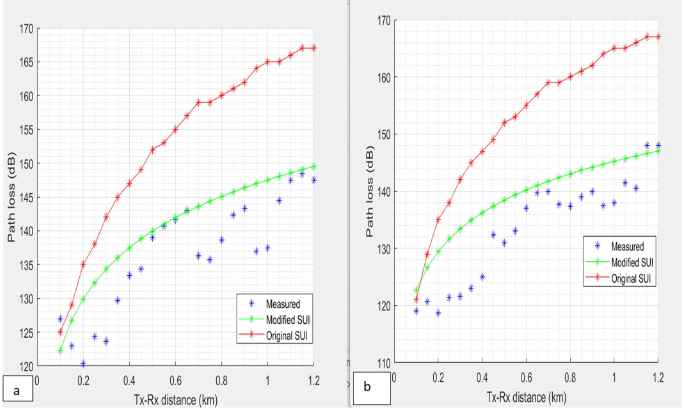 170
165
160
155
150
145
140
135
130
125
120
Path loss (dB)
0
0.2
0.4
0.6
0.8
1
1.2
Tx-Rx distance (km)
Measured
Modified SUI
Original SUI
a
170
160
150
140
130
120
110
Path loss (dB)
0
0.2
0.4
0.6
0.8
1
1.2
Tx-Rx distance (km)
Measured
Modified SUI
Original SUI
b